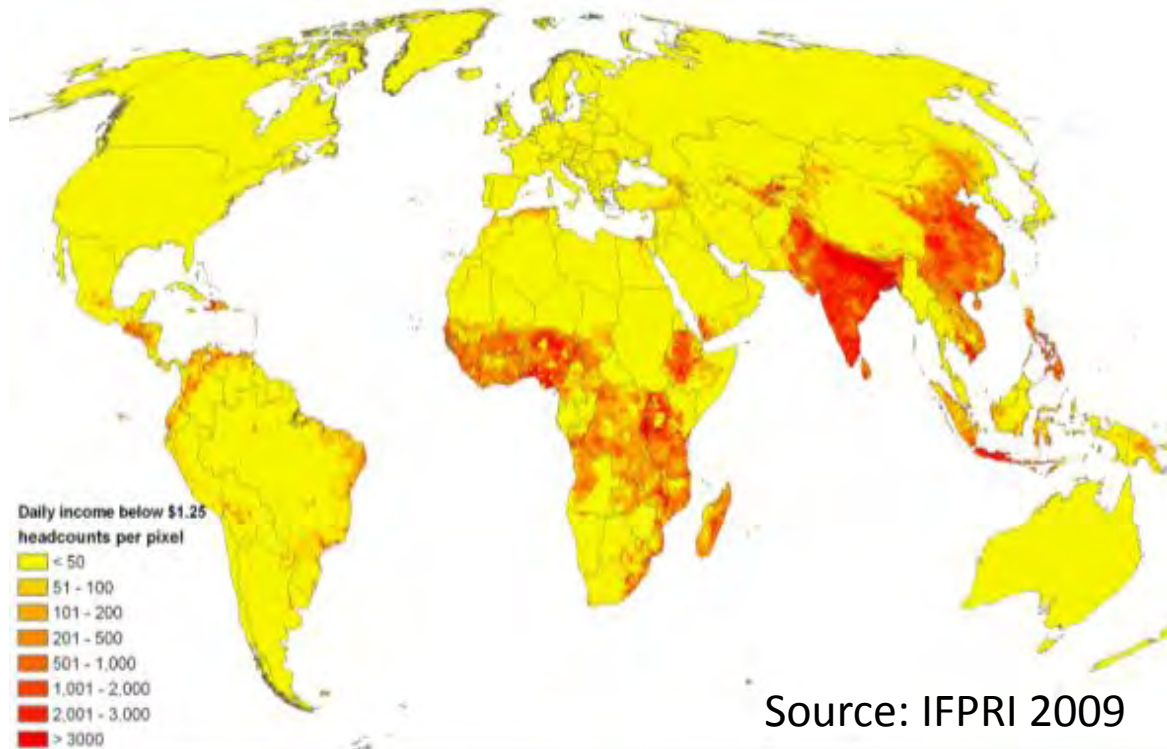 Daily income below $1.25
headcounts per pixel
< 50
51 - 100
101 - 200
201 - 500
501 - 1,000
1,001 - 2,000
2,001 - 3,000
> 3000
Source: IFPRI 2009